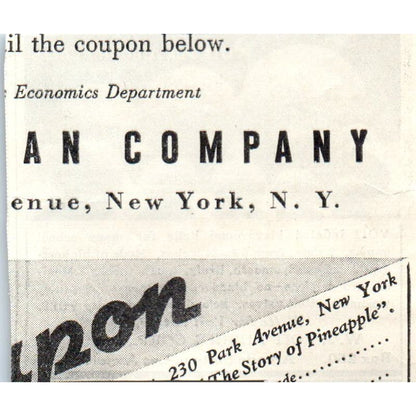 il the coupon below.
Economics Department
AN COMPANY
enue, New York, N. Y.
upon
230 Park Avenue, New York
The Story of Pineapple".